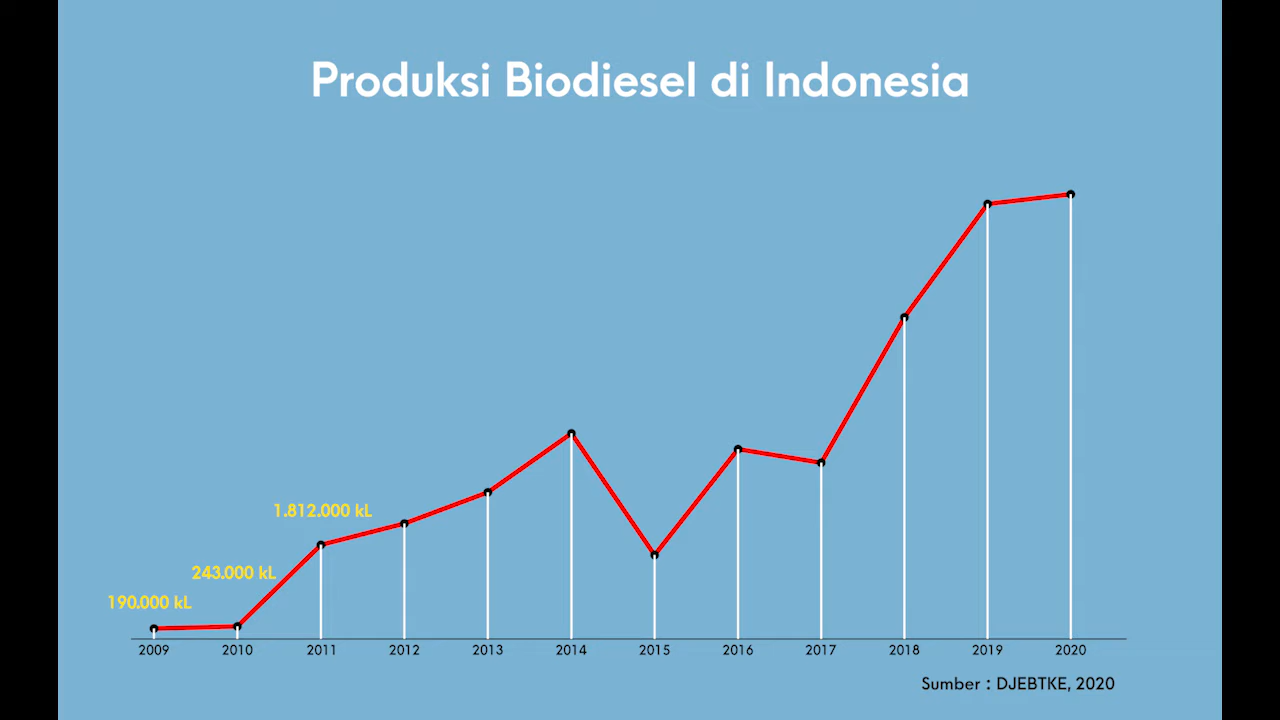 Produksi Biodiesel di Indonesia
1.812.000 kL
243.000 kL
190.000 kL
2009 2010 2011 2012 2013 2014 2015 2016 2017 2018 2019 2020
Sumber : DJEBTKE, 2020